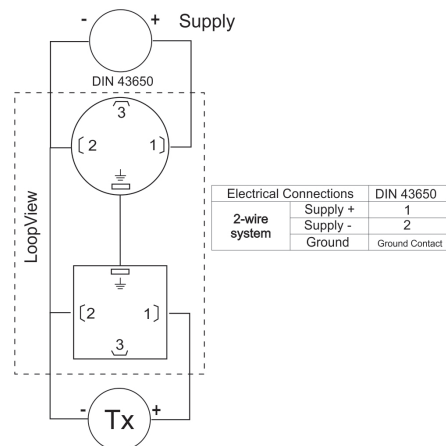 - + Supply
DIN 43650
3
2 1
LoopView
2 1
3
- Tx +
Electrical Connections DIN 43650
2-wire system Supply + 1
Supply - 2
Ground Ground Contact